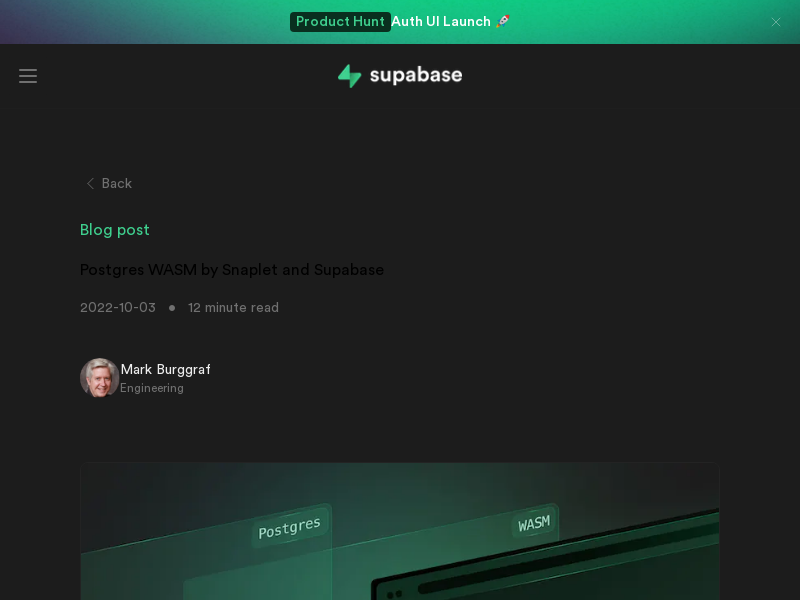 Product Hunt Auth UI Launch 🚀
supabase
Back
Blog post
Postgres WASM by Snaplet and Supabase
2022-10-03 • 12 minute read
Mark Burggraf
Engineering
Postgres
WASM